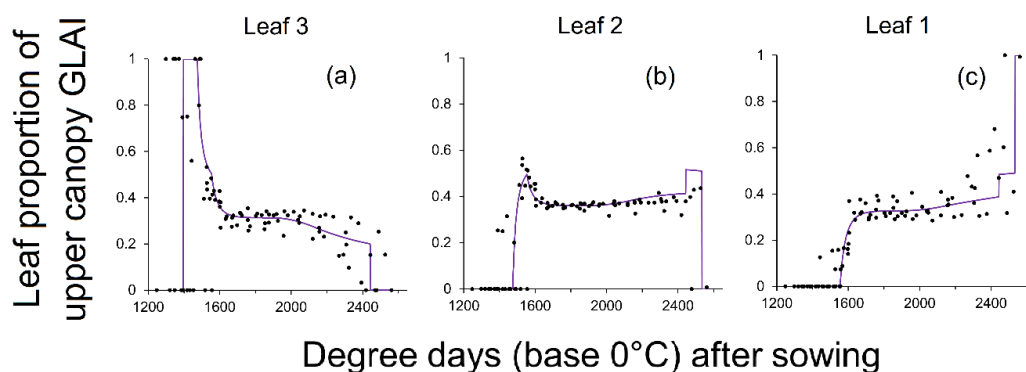 Leaf 3
Leaf 2
Leaf 1
Leaf proportion of
upper canopy GLAI
(a)
1
0.8
0.6
0.4
0.2
0
1200 1600 2000 2400
(b)
1
0.8
0.6
0.4
0.2
0
1200 1600 2000 2400
(c)
1
0.8
0.6
0.4
0.2
0
1200 1600 2000 2400
Degree days (base 0°C) after sowing